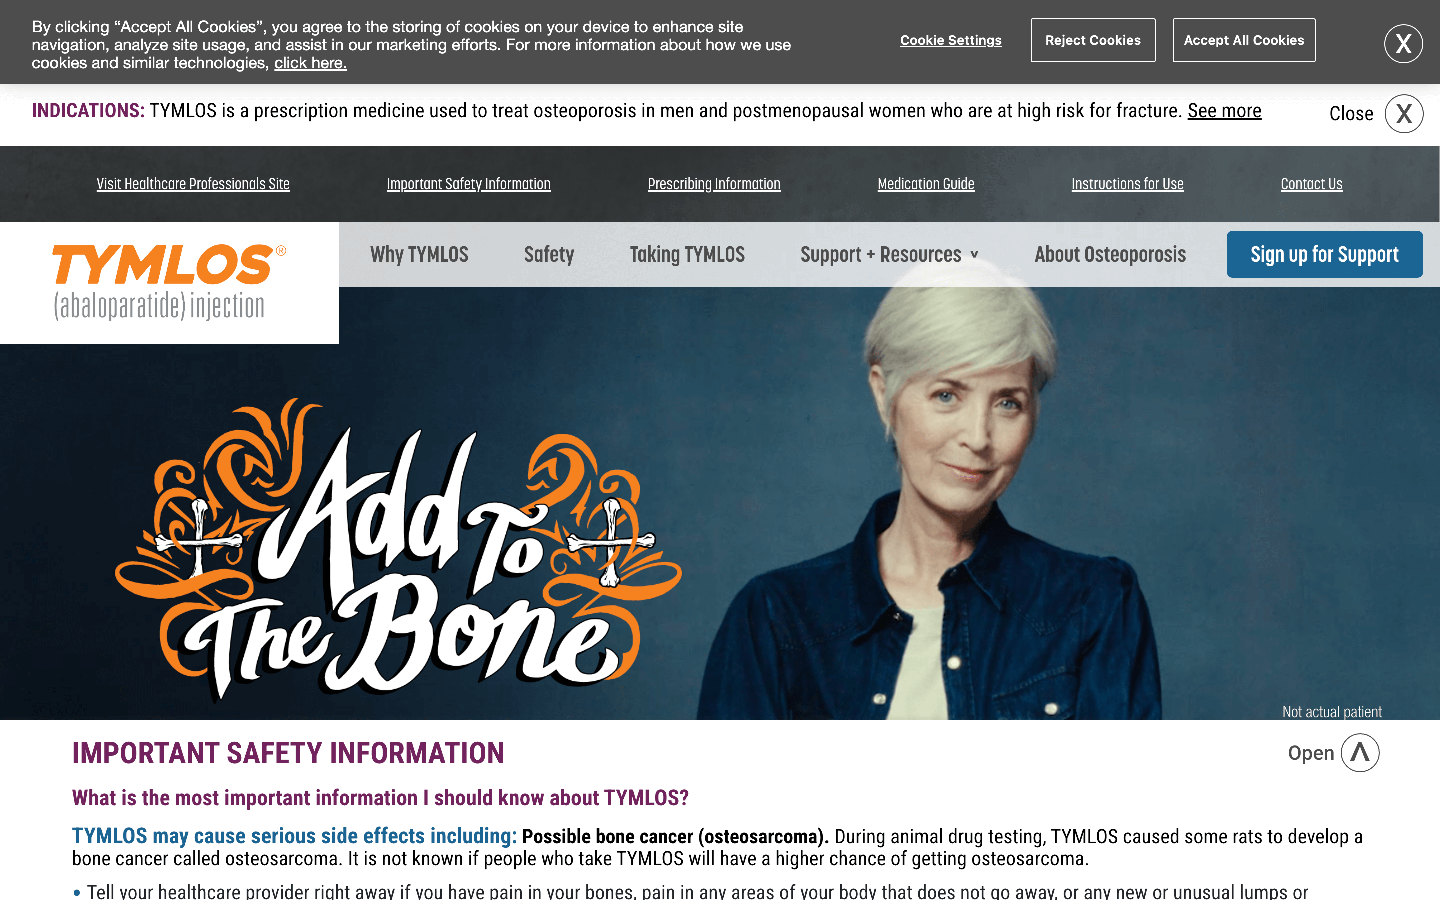 By clicking “Accept All Cookies”, you agree to the storing of cookies on your device to enhance site
navigation, analyze site usage, and assist in our marketing efforts. For more information about how we use
cookies and similar technologies, click here.
Cookie Settings
Reject Cookies
Accept All Cookies
X
INDICATIONS: TYMLOS is a prescription medicine used to treat osteoporosis in men and postmenopausal women who are at high risk for fracture. See more
Close X
Visit Healthcare Professionals Site
Important Safety Information
Prescribing Information
Medication Guide
Instructions for Use
Contact Us
TYMLOS®
(abaloparatide) injection
Why TYMLOS
Safety
Taking TYMLOS
Support + Resources
About Osteoporosis
Sign up for Support
Add To
The Bone
Not actual patient
IMPORTANT SAFETY INFORMATION
Open
What is the most important information I should know about TYMLOS?
TYMLOS may cause serious side effects including: Possible bone cancer (osteosarcoma). During animal drug testing, TYMLOS caused some rats to develop a
bone cancer called osteosarcoma. It is not known if people who take TYMLOS will have a higher chance of getting osteosarcoma.
• Tell your healthcare provider right away if you have pain in your bones, pain in any areas of your body that does not go away, or any new or unusual lumps or